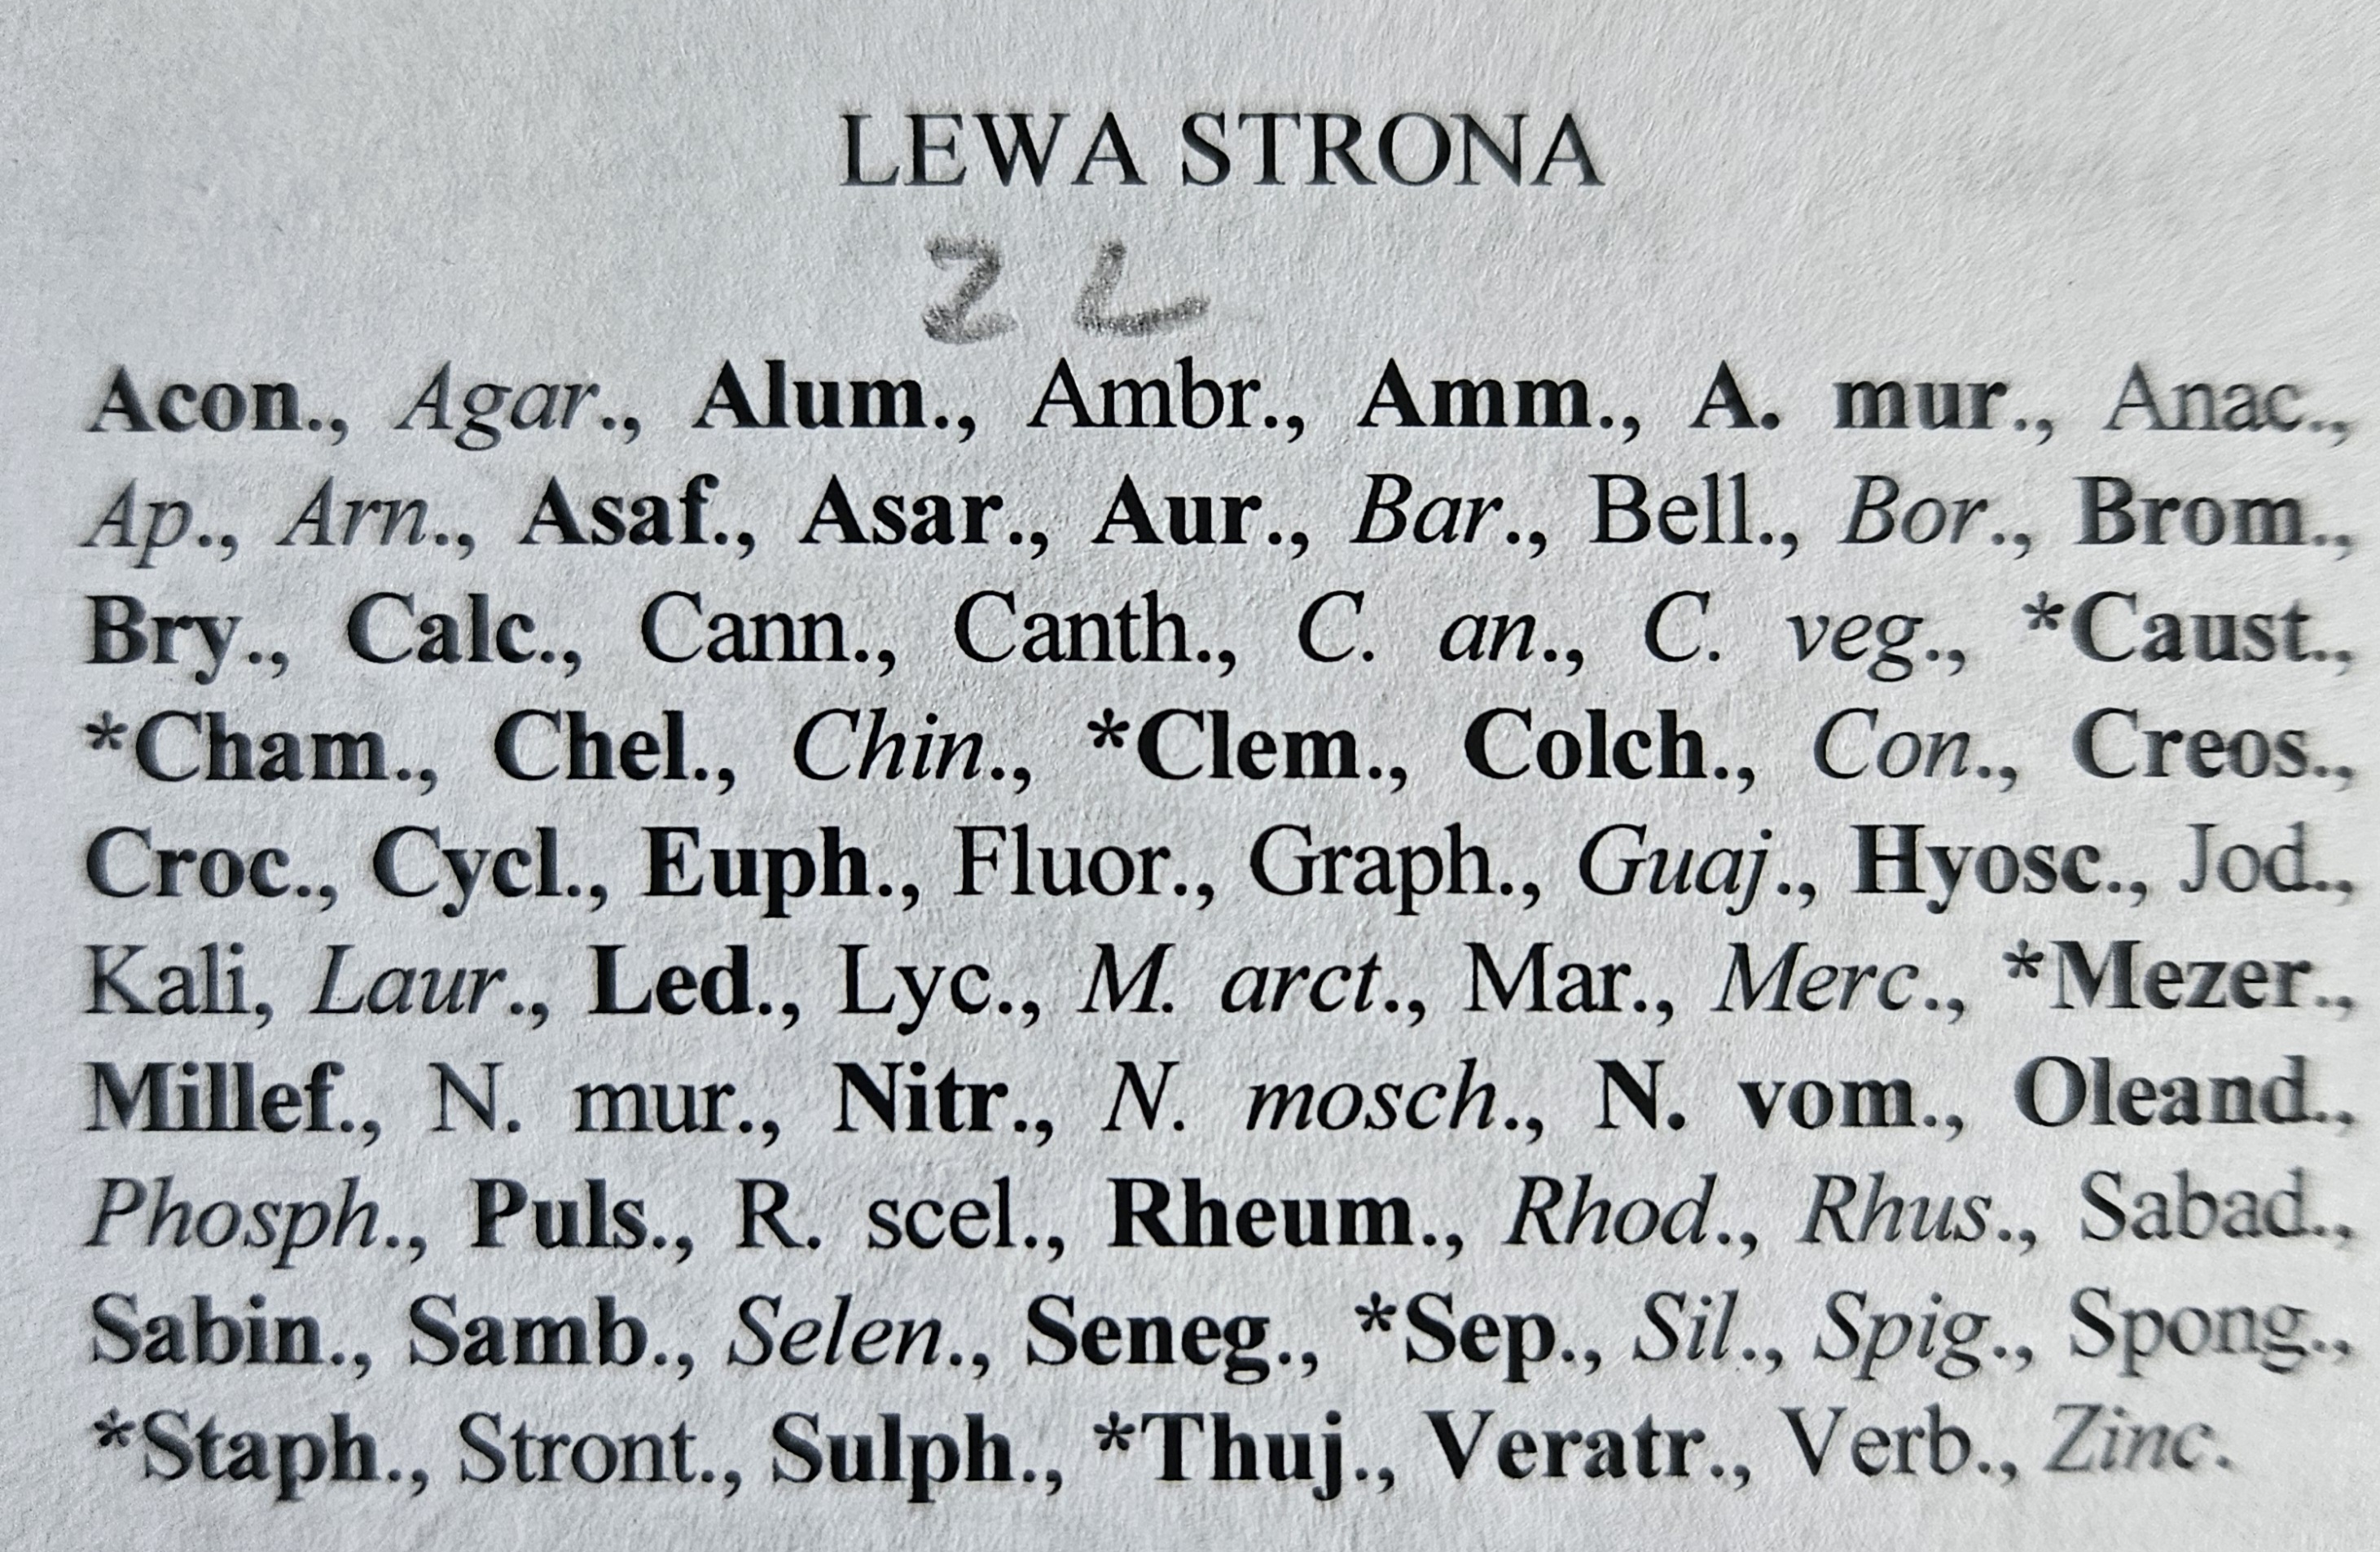 LEWA STRONA
Z L
Acon., Agar., Alum., Ambr., Amm., A. mur., Anac.,
Ap., Arn., Asaf., Asar., Aur., Bar., Bell., Bor., Brom.,
Bry., Calc., Cann., Canth., C. an., C. veg., *Caust.,
*Cham., Chel., Chin., *Clem., Colch., Con., Creos.,
Croc., Cycl., Euph., Fluor., Graph., Guaj., Hyosc., Jod.,
Kali, Laur., Led., Lyc., M. arct., Mar., Merc., *Mezer.,
Millef., N. mur., Nitr., N. mosch., N. vom., Oleand.,
Phosph., Puls., R. scel., Rheum., Rhod., Rhus., Sabad.,
Sabin., Samb., Selen., Seneg., *Sep., Sil., Spig., Spong.,
*Staph., Stront., Sulph., *Thuj., Veratr., Verb., Zinc.